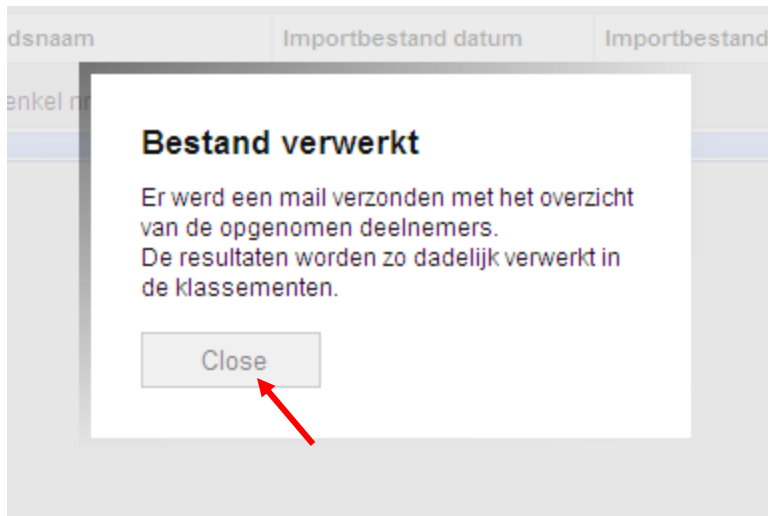 dsnaam Importbestand datum Importbestand
enkel
Bestand verwerkt
Er werd een mail verzonden met het overzicht
van de opgenomen deelnemers.
De resultaten worden zo dadelijk verwerkt in
de klassementen.
Close